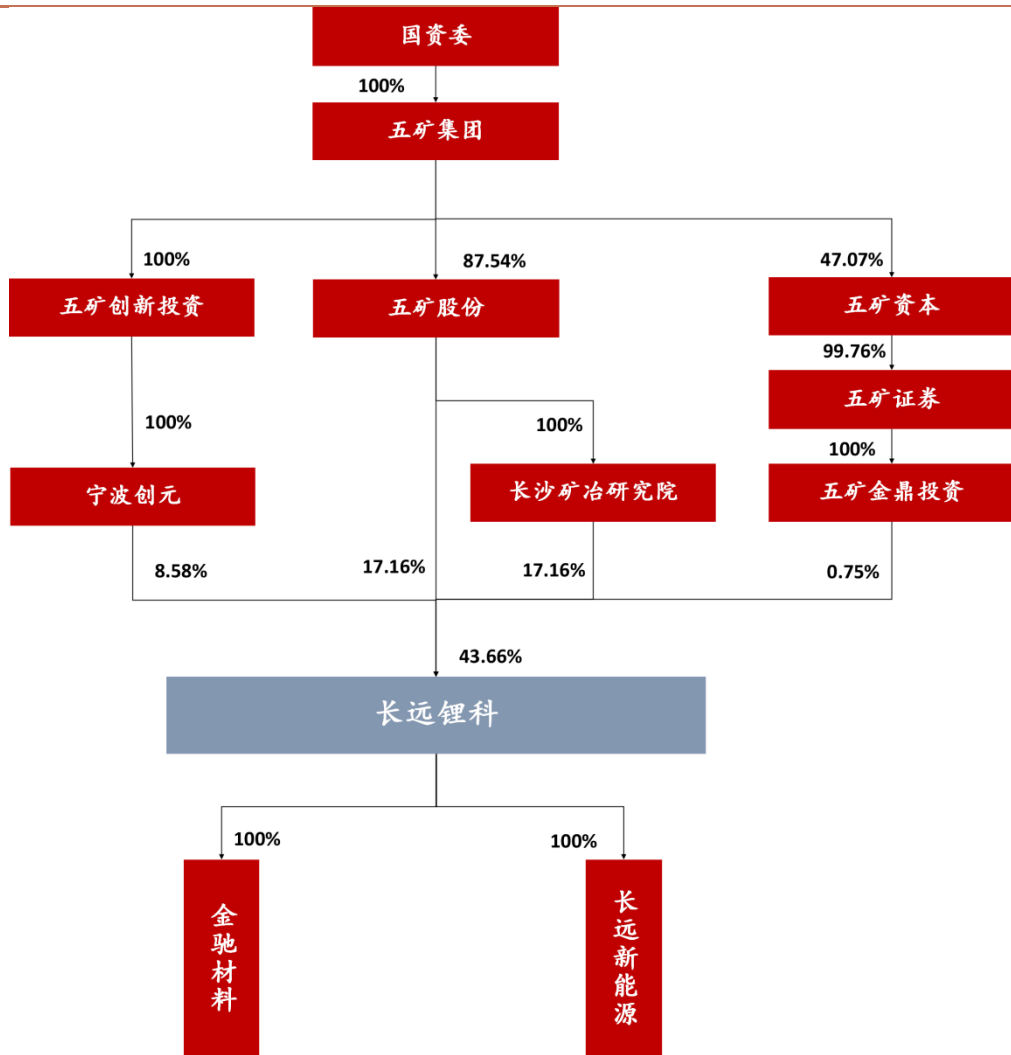 国资委
100%
五矿集团
100%
87.54%
47.07%
五矿创新投资
五矿股份
五矿资本
99.76%
五矿证券
100%
100%
100%
宁波创元
长沙矿冶研究院
五矿金鼎投资
8.58%
17.16%
17.16%
0.75%
43.66%
长远锂科
100%
100%
金驰材料
长远新能源